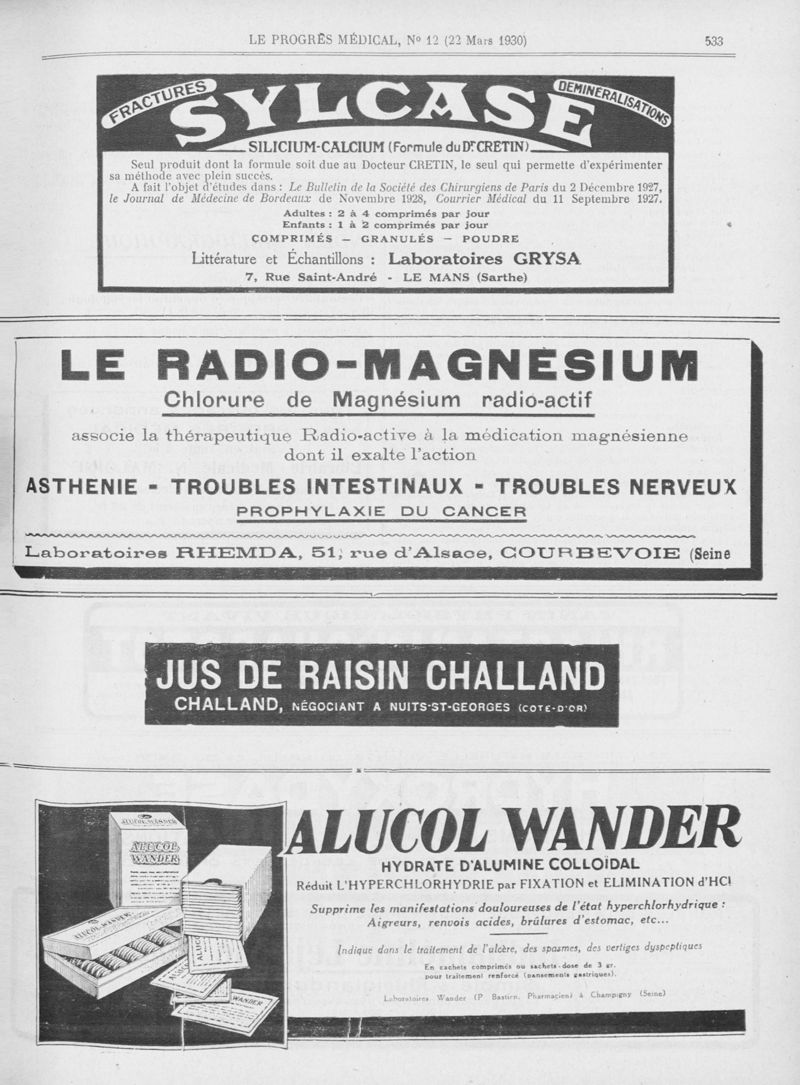 LE PROGRÈS MÉDICAL, No 12 (22 Mars 1930)
533
FRACTURES
DEMINERALISATIONS
SYLCASE
SILICIUM-CALCIUM (Formule du Dr. CRETIN)
Seul produit dont la formule soit due au Docteur CRETIN, le seul qui permette d'expérimenter
sa méthode avec plein succès.
A fait l'objet d'études dans : Le Bulletin de la Société des Chirurgiens de Paris du 2 Décembre 1927,
le Journal de Médecine de Bordeaux de Novembre 1928, Courrier Médical du 11 Septembre 1927.
Adultes : 2 à 4 comprimés par jour
Enfants : 1 à 2 comprimés par jour
COMPRIMÉS — GRANULÉS — POUDRE
Littérature et Échantillons : Laboratoires GRYSA
7, Rue Saint-André - LE MANS (Sarthe)
LE RADIO-MAGNÉSIUM
Chlorure de Magnésium radio-actif
associe la thérapeutique Radio-active à la médication magnésienne
dont il exalte l'action
ASTHENIE - TROUBLES INTESTINAUX - TROUBLES NERVEUX
PROPHYLAXIE DU CANCER
Laboratoires RHEMDA, 51, rue d'Alsace, COURBEVOIE (Seine
JUS DE RAISIN CHALLAND
CHALLAND, NÉGOCIANT A NUITS-ST-GEORGES (COTE-D'OR)
ALUCOL WANDER
ALUCOL
WANDER
ALUCOL-WANDER
ALUCOL
WANDER
ALUCOL WANDER
HYDRATE D'ALUMINE COLLOÏDAL
Réduit L'HYPERCHLORHYDRIE par FIXATION et ELIMINATION d'HCl
Supprime les manifestations douloureuses de l'état hyperchlorhydrique :
Aigreurs, renvois acides, brûlures d'estomac, etc...
Indique dans le traitement de l'ulcère, des spasmes, des vertiges dyspeptiques
En cachets comprimés ou sachets-dose de 3 gr.
pour traitement renforcé (pansements gastriques).
Laboratoires Wander (P Bastien, Pharmacien) à Champigny (Seine)